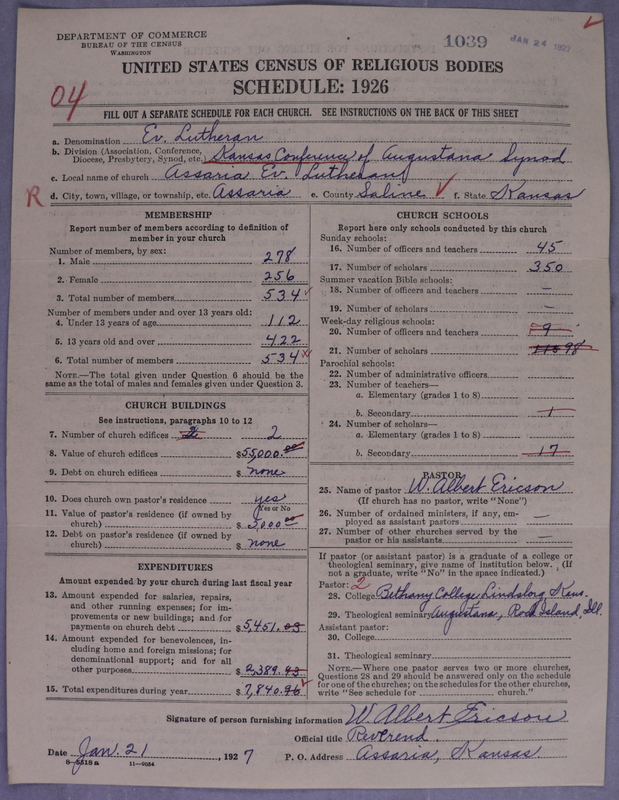 DEPARTMENT OF COMMERCE
BUREAU OF THE CENSUS
WASHINGTON
1039
JAN 24 1927
UNITED STATES CENSUS OF RELIGIOUS BODIES
SCHEDULE: 1926
04
FILL OUT A SEPARATE SCHEDULE FOR EACH CHURCH. SEE INSTRUCTIONS ON THE BACK OF THIS SHEET
a. Denomination Ev. Lutheran
b. Division (Association, Conference, Diocese, Presbytery, Synod, etc.) Kansas Conference of Augustana Synod
c. Local name of church Assaria Ev. Lutheran
R d. City, town, village, or township, etc. Assaria e. County Saline f. State Kansas
MEMBERSHIP
Report number of members according to definition of
member in your church
Number of members, by sex:
1. Male 278
2. Female 256
3. Total number of members 534
Number of members under and over 13 years old:
4. Under 13 years of age 112
5. 13 years old and over 422
6. Total number of members 534
NOTE.—The total given under Question 6 should be the
same as the total of males and females given under Question 3.
CHURCH BUILDINGS
See instructions, paragraphs 10 to 12
7. Number of church edifices 2
8. Value of church edifices $55,000.00
9. Debt on church edifices $ none
10. Does church own pastor's residence yes
Yes or No
11. Value of pastor's residence (if owned by
church) $ 5,000.00
12. Debt on pastor's residence (if owned by
church) $ none
EXPENDITURES
Amount expended by your church during last fiscal year
13. Amount expended for salaries, repairs,
and other running expenses; for im-
provements or new buildings; and for
payments on church debt $5,451.03
14. Amount expended for benevolences, in-
cluding home and foreign missions; for
denominational support; and for all
other purposes $2,389.93
15. Total expenditures during year $7,840.96
CHURCH SCHOOLS
Report here only schools conducted by this church
Sunday schools:
16. Number of officers and teachers 45
17. Number of scholars 350
Summer vacation Bible schools:
18. Number of officers and teachers –
19. Number of scholars –
Week-day religious schools:
20. Number of officers and teachers 9
21. Number of scholars 98
Parochial schools:
22. Number of administrative officers
23. Number of teachers—
a. Elementary (grades 1 to 8)
b. Secondary 1
24. Number of scholars—
a. Elementary (grades 1 to 8)
b. Secondary 17
PASTOR
25. Name of pastor W. Albert Ericson
(If church has no pastor, write "None")
26. Number of ordained ministers, if any, em-
ployed as assistant pastors —
27. Number of other churches served by the
pastor or his assistants —
If pastor (or assistant pastor) is a graduate of a college or
theological seminary, give name of institution below. (If
not a graduate, write "No" in the space indicated.)
Pastor: 2
28. College Bethany College, Lindsborg, Kans.
29. Theological seminary Augustana, Rock Island, Ill.
Assistant pastor:
30. College
31. Theological seminary
NOTE.—Where one pastor serves two or more churches,
Questions 28 and 29 should be answered only on the schedule
for one of the churches; on the schedules for the other churches,
write "See schedule for church."
Signature of person furnishing information W. Albert Ericson
Official title Reverend.
Date Jan. 21, 1927 P. O. Address Assaria, Kansas.
8-5518a 11-9034